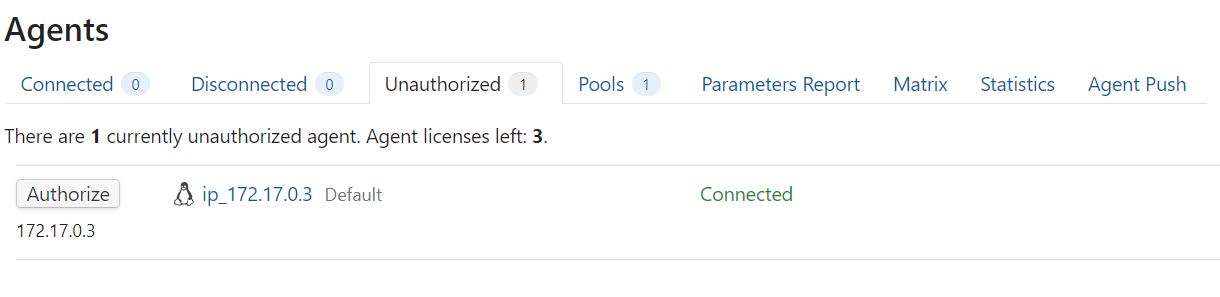 Agents
Connected 0 Disconnected 0 Unauthorized 1 Pools 1 Parameters Report Matrix Statistics Agent Push
There are 1 currently unauthorized agent. Agent licenses left: 3.
Authorize ip_172.17.0.3 Default Connected
172.17.0.3